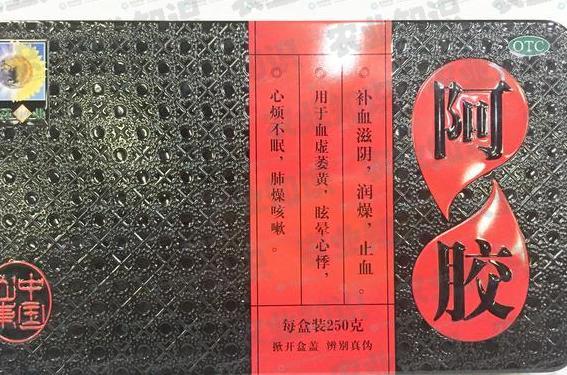 OTC
阿胶
补血滋阴，润燥，止血。
用于血虚萎黄，眩晕心悸，
心烦不眠，肺燥咳嗽。
每盒装250克
掀开盒盖 辨别真伪
中国
山东